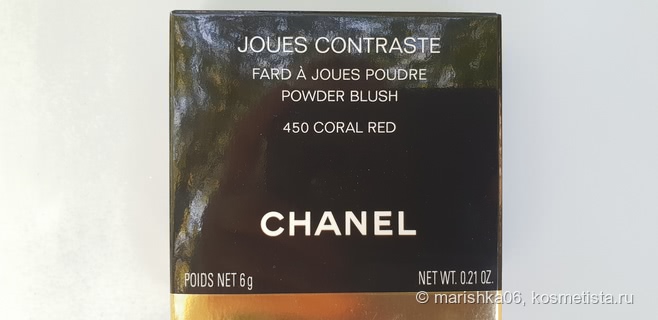 JOUES CONTRASTE
FARD À JOUES POUDRE
POWDER BLUSH
450 CORAL RED
CHANEL
POIDS NET 6g NET WT. 0.21 OZ.
© marishka06, kosmetista.ru